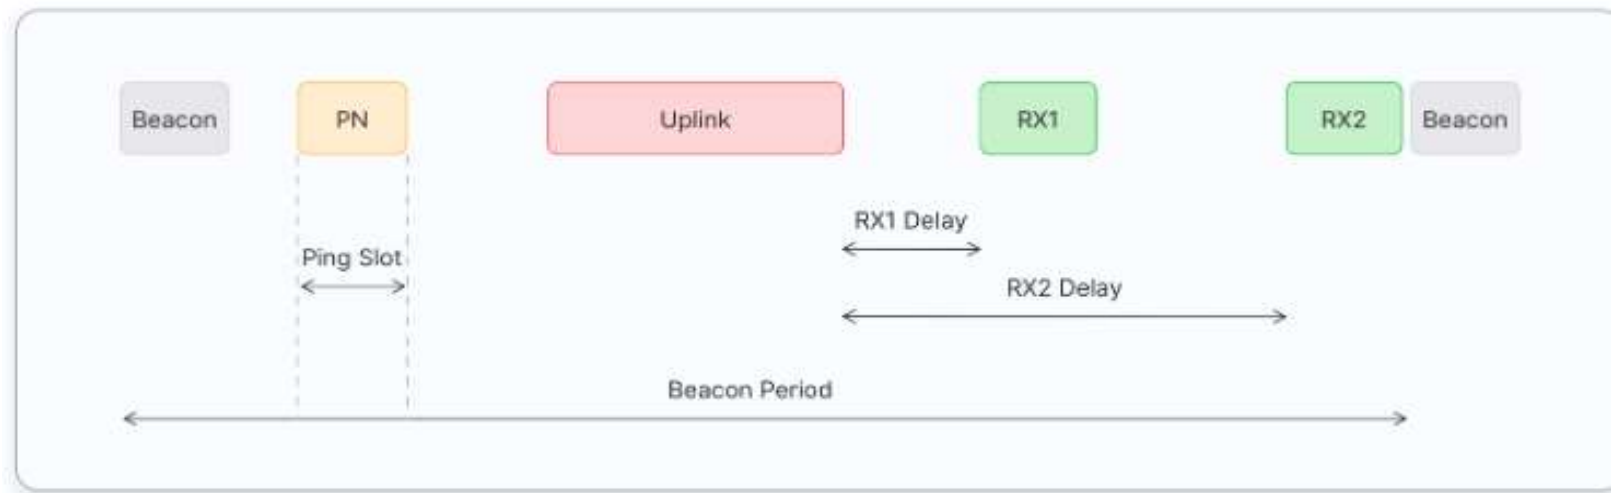 Beacon
PN
Uplink
RX1
RX2
Beacon
RX1 Delay
Ping Slot
RX2 Delay
Beacon Period